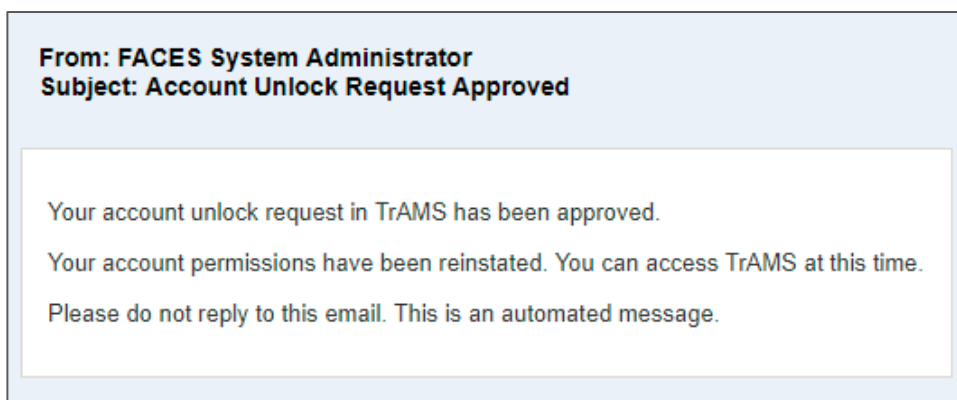 From: FACES System Administrator
Subject: Account Unlock Request Approved
Your account unlock request in TrAMS has been approved.
Your account permissions have been reinstated. You can access TrAMS at this time.
Please do not reply to this email. This is an automated message.